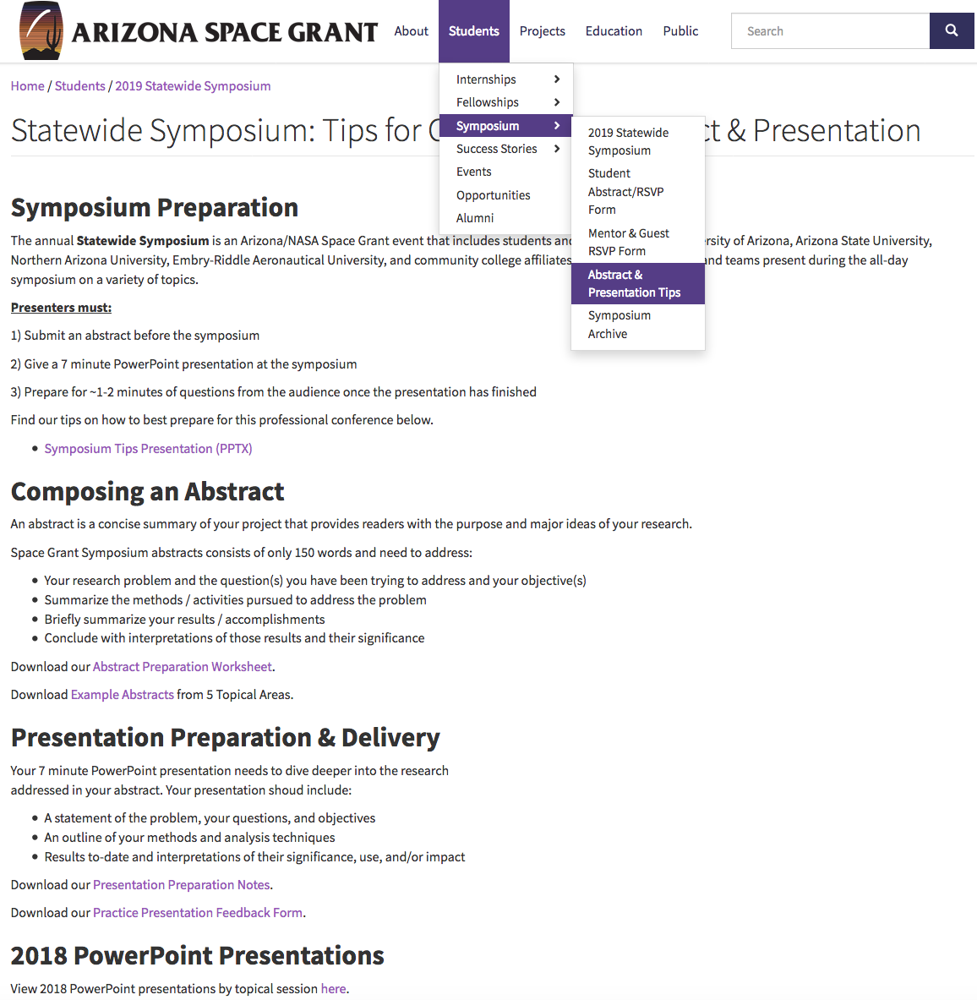 ARIZONA SPACE GRANT
About Students Projects Education Public
Search
Internships
Fellowships
Symposium
Success Stories
Events
Opportunities
Alumni
2019 Statewide
Symposium
Student
Abstract/RSVP
Form
Mentor & Guest
RSVP Form
Abstract &
Presentation Tips
Symposium
Archive
Home / Students / 2019 Statewide Symposium
Statewide Symposium: Tips for & Presentation
Symposium Preparation
The annual Statewide Symposium is an Arizona/NASA Space Grant event that includes students of Arizona, Arizona State University,
Northern Arizona University, Embry-Riddle Aeronautical University, and community college affiliates and teams present during the all-day
symposium on a variety of topics.
Presenters must:
1) Submit an abstract before the symposium
2) Give a 7 minute PowerPoint presentation at the symposium
3) Prepare for ~1-2 minutes of questions from the audience once the presentation has finished
Find our tips on how to best prepare for this professional conference below.
• Symposium Tips Presentation (PPTX)
Composing an Abstract
An abstract is a concise summary of your project that provides readers with the purpose and major ideas of your research.
Space Grant Symposium abstracts consists of only 150 words and need to address:
• Your research problem and the question(s) you have been trying to address and your objective(s)
• Summarize the methods / activities pursued to address the problem
• Briefly summarize your results / accomplishments
• Conclude with interpretations of those results and their significance
Download our Abstract Preparation Worksheet.
Download Example Abstracts from 5 Topical Areas.
Presentation Preparation & Delivery
Your 7 minute PowerPoint presentation needs to dive deeper into the research
addressed in your abstract. Your presentation shoud include:
• A statement of the problem, your questions, and objectives
• An outline of your methods and analysis techniques
• Results to-date and interpretations of their significance, use, and/or impact
Download our Presentation Preparation Notes.
Download our Practice Presentation Feedback Form.
2018 PowerPoint Presentations
View 2018 PowerPoint presentations by topical session here.